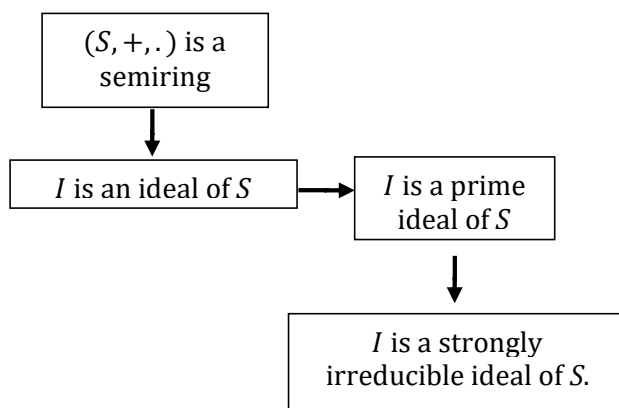 (S, +, .) is a
semiring
I is an ideal of S
I is a prime
ideal of S
I is a strongly
irreducible ideal of S.